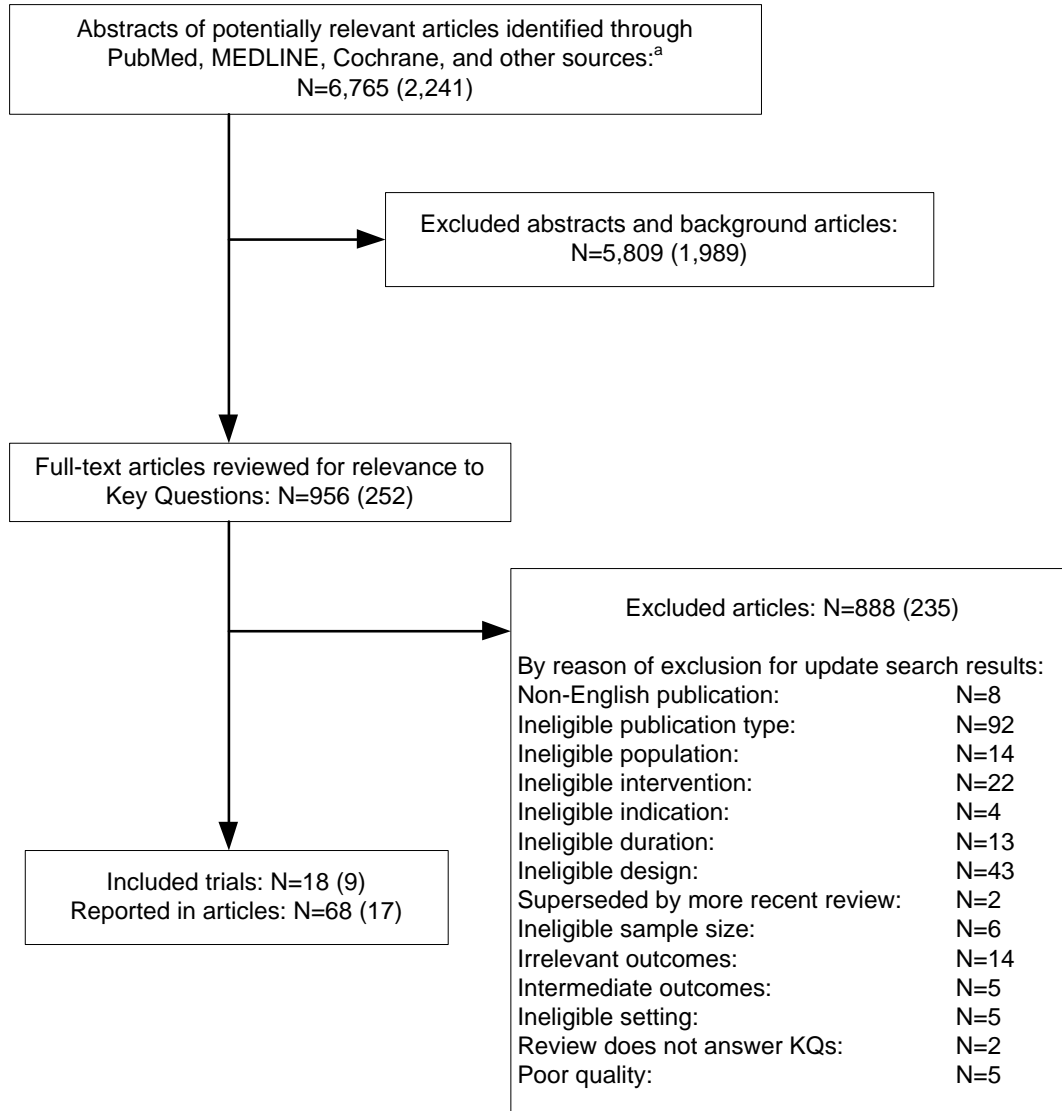 Abstracts of potentially relevant articles identified through
PubMed, MEDLINE, Cochrane, and other sources:a
N=6,765 (2,241)
Excluded abstracts and background articles:
N=5,809 (1,989)
Full-text articles reviewed for relevance to
Key Questions: N=956 (252)
Excluded articles: N=888 (235)
By reason of exclusion for update search results:
Non-English publication: N=8
Ineligible publication type: N=92
Ineligible population: N=14
Ineligible intervention: N=22
Ineligible indication: N=4
Ineligible duration: N=13
Ineligible design: N=43
Superseded by more recent review: N=2
Ineligible sample size: N=6
Irrelevant outcomes: N=14
Intermediate outcomes: N=5
Ineligible setting: N=5
Review does not answer KQs: N=2
Poor quality: N=5
Included trials: N=18 (9)
Reported in articles: N=68 (17)